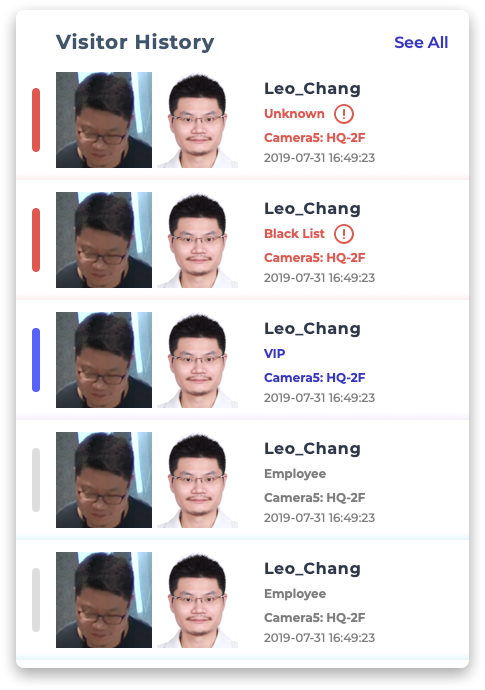 Visitor History
See All
Leo_Chang
Unknown
Camera5: HQ-2F
2019-07-31 16:49:23
Leo_Chang
Black List
Camera5: HQ-2F
2019-07-31 16:49:23
Leo_Chang
VIP
Camera5: HQ-2F
2019-07-31 16:49:23
Leo_Chang
Employee
Camera5: HQ-2F
2019-07-31 16:49:23
Leo_Chang
Employee
Camera5: HQ-2F
2019-07-31 16:49:23